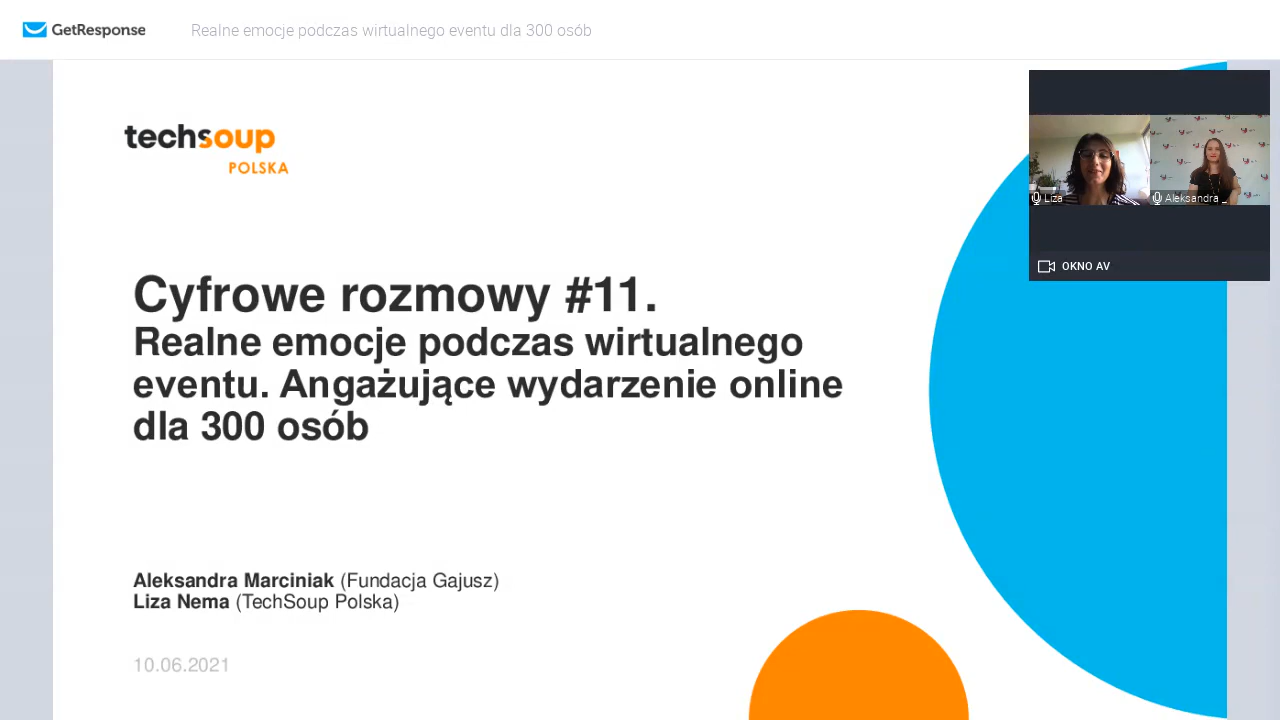 GetResponse
Realne emocje podczas wirtualnego eventu dla 300 osób
techsoup
POLSKA
Liza
Aleksandra _
OKNO AV
Cyfrowe rozmowy #11.
Realne emocje podczas wirtualnego
eventu. Angażujące wydarzenie online
dla 300 osób
Aleksandra Marciniak (Fundacja Gajusz)
Liza Nema (TechSoup Polska)
10.06.2021